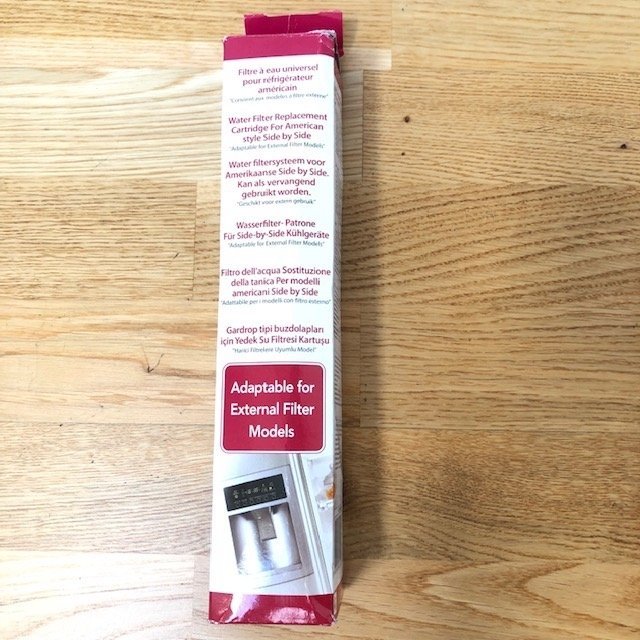 Filtre à eau universel
pour réfrigérateur
américain
"Convient aux modeles à filtre externe"
Water Filter Replacement
Cartridge For American
style Side by Side
"Adaptable for External Filter Models"
Water filtersysteem voor
Amerikaanse Side by Side.
Kan als vervangend
gebruikt worden.
"Geschikt voor extern gebruik"
Wasserfilter- Patrone
Für Side-by-Side Kühlgeräte
"Adaptable for External Filter Models"
Filtro dell'acqua Sostituzione
della tanica Per modelli
americani Side by Side
"Adattabile per i modelli con filtro esterno"
Gardrop tipi buzdolapları
için Yedek Su Filtresi Kartuşu
"Harici Filtrelere Uyumlu Model"
Adaptable for
External Filter
Models